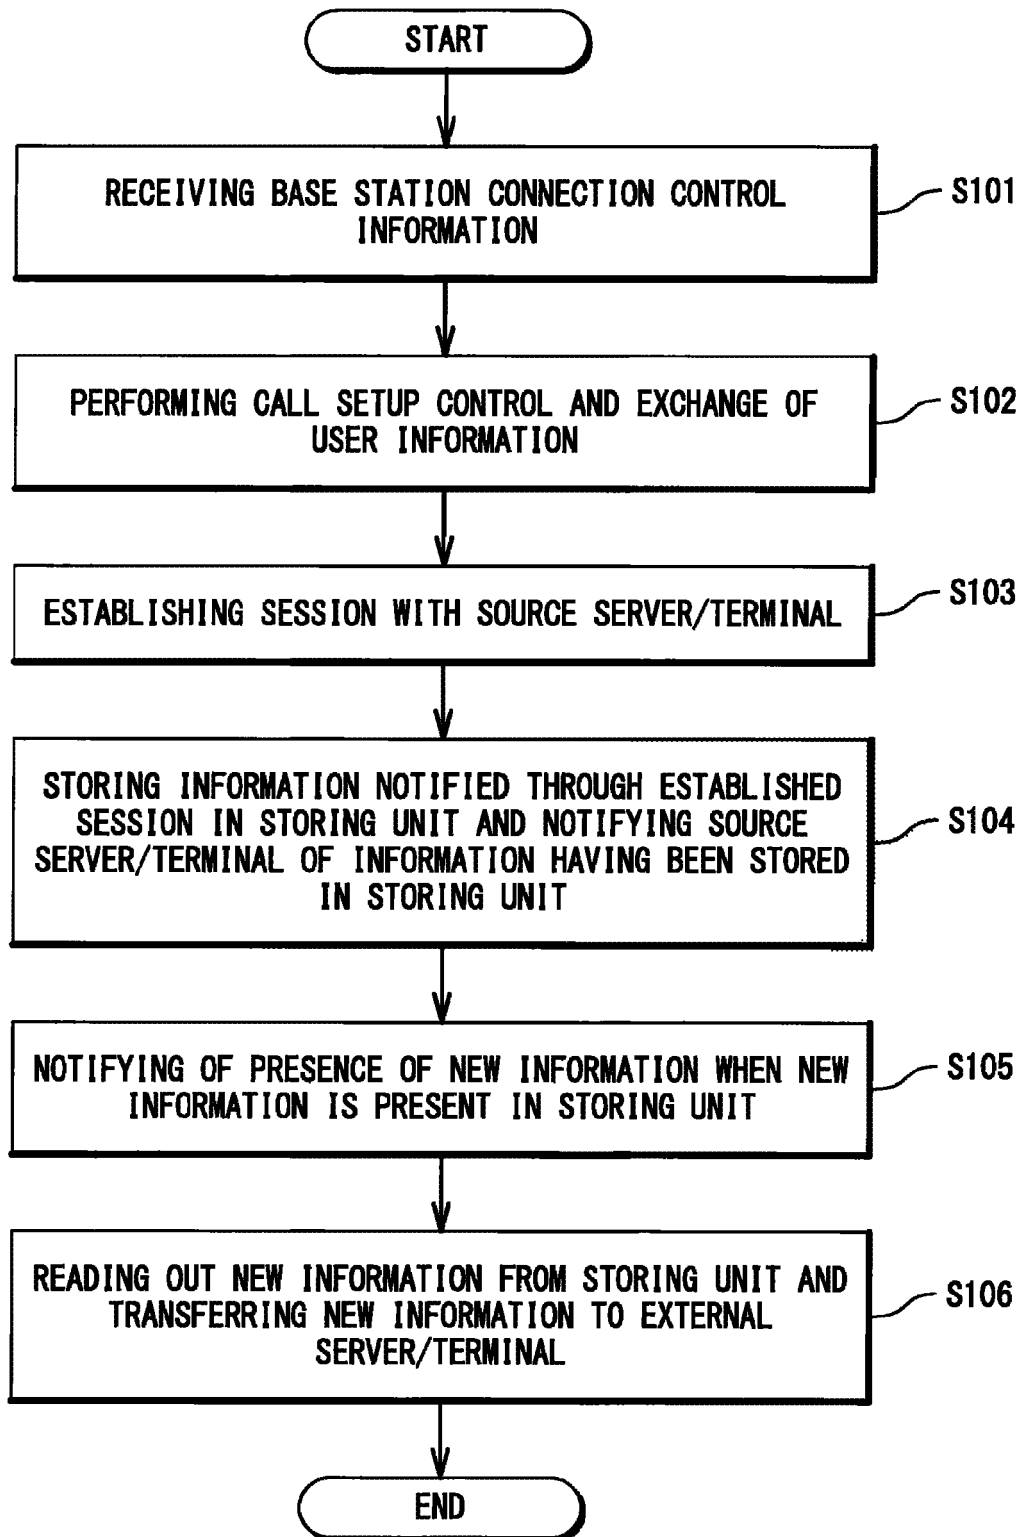 START
RECEIVING BASE STATION CONNECTION CONTROL
INFORMATION
S101
PERFORMING CALL SETUP CONTROL AND EXCHANGE OF
USER INFORMATION
S102
ESTABLISHING SESSION WITH SOURCE SERVER/TERMINAL
S103
STORING INFORMATION NOTIFIED THROUGH ESTABLISHED
SESSION IN STORING UNIT AND NOTIFYING SOURCE
SERVER/TERMINAL OF INFORMATION HAVING BEEN STORED
IN STORING UNIT
S104
NOTIFYING OF PRESENCE OF NEW INFORMATION WHEN NEW
INFORMATION IS PRESENT IN STORING UNIT
S105
READING OUT NEW INFORMATION FROM STORING UNIT AND
TRANSFERRING NEW INFORMATION TO EXTERNAL
SERVER/TERMINAL
S106
END